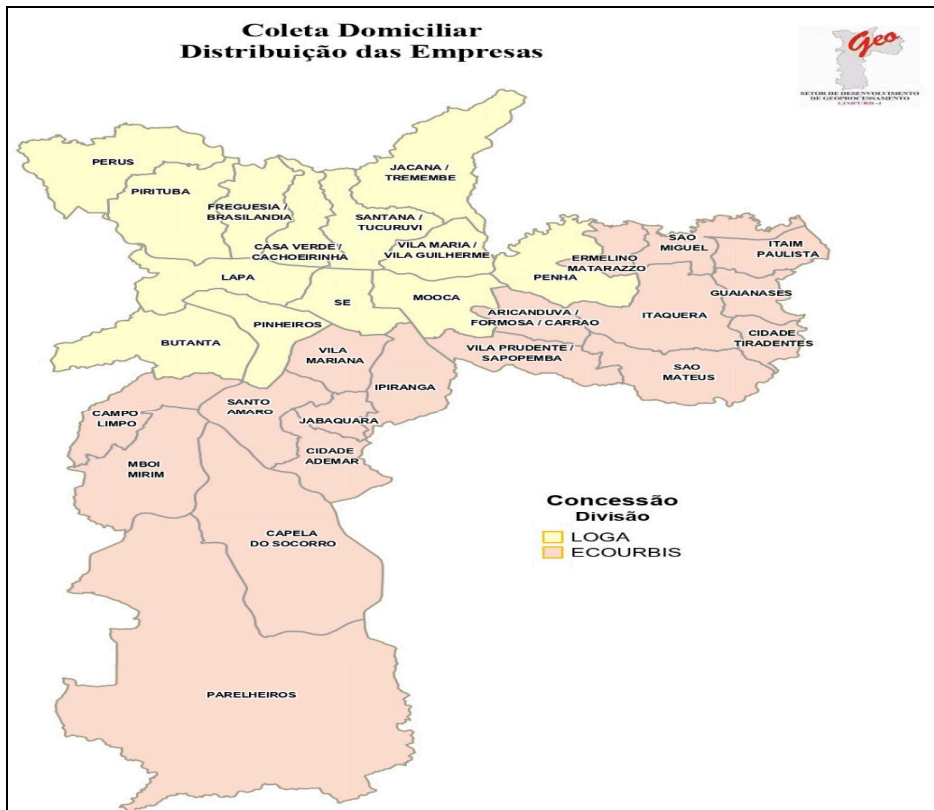 Coleta Domiciliar
Distribuição das Empresas
Geo
SETOR DE DESENVOLVIMENTO
DE GEOPROCESSAMENTO
LIMPURB-1
PERUS
PIRITUBA
FREGUESIA /
BRASILANDIA
CASA VERDE /
CACHOEIRINHA
JACANA /
TREMEMBE
SANTANA /
TUCURUVI
VILA MARIA /
VILA GUILHERME
LAPA
SE
MOOCA
PENHA
ERMELINO
MATARAZZO
SAO
MIGUEL
ITAIM
PAULISTA
GUAIANASES
ITAQUERA
CIDADE
TIRADENTES
ARICANDUVA /
FORMOSA / CARRAO
VILA PRUDENTE /
SAPOPEMBA
SAO
MATEUS
BUTANTA
PINHEIROS
VILA
MARIANA
IPIRANGA
CAMPO
LIMPO
SANTO
AMARO
JABAQUARA
CIDADE
ADEMAR
MBOI
MIRIM
CAPELA
DO SOCORRO
PARELHEIROS
Concessão
Divisão
LOGA
ECOURBIS